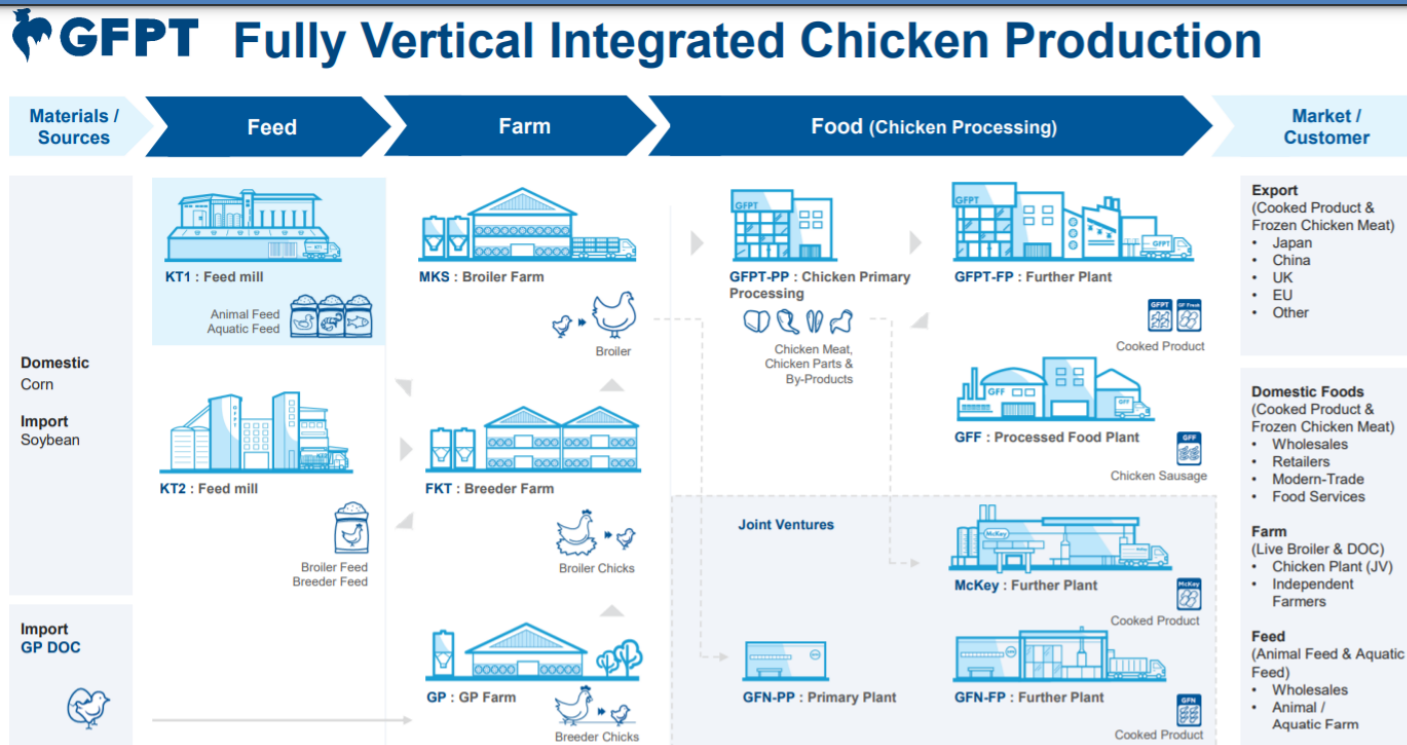 GFPT Fully Vertical Integrated Chicken Production
Materials /
Sources
Feed
Farm
Food (Chicken Processing)
Market /
Customer
Domestic
Corn
Import
Soybean
Import
GP DOC
KT1 : Feed mill
Animal Feed
Aquatic Feed
GFPT
KT2 : Feed mill
Broiler Feed
Breeder Feed
MKS : Broiler Farm
Broiler
FKT : Breeder Farm
Broiler Chicks
GP : GP Farm
Breeder Chicks
GFPT
GFPT-PP : Chicken Primary
Processing
Chicken Meat,
Chicken Parts &
By-Products
GFPT
GFPT
GFPT-FP : Further Plant
GFPT
GF Fresh
Cooked Product
GFF
GFF
GFF : Processed Food Plant
GFF
Chicken Sausage
Joint Ventures
McKey
McKey : Further Plant
McKey
Cooked Product
GFN-PP : Primary Plant
GFN-FP : Further Plant
GFN
Cooked Product
Export
(Cooked Product &
Frozen Chicken Meat)
• Japan
• China
• UK
• EU
• Other
Domestic Foods
(Cooked Product &
Frozen Chicken Meat)
• Wholesales
• Retailers
• Modern-Trade
• Food Services
Farm
(Live Broiler & DOC)
• Chicken Plant (JV)
• Independent
Farmers
Feed
(Animal Feed & Aquatic
Feed)
• Wholesales
• Animal /
Aquatic Farm